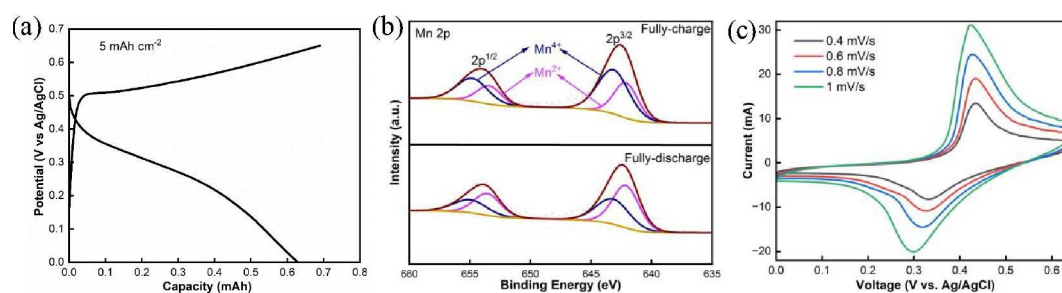 (a)
5 mAh cm⁻²
Potential (V vs Ag/AgCl)
0.7
0.6
0.5
0.4
0.3
0.2
0.1
0.0
0.0 0.1 0.2 0.3 0.4 0.5 0.6 0.7 0.8
Capacity (mAh)
(b)
Mn 2p
Fully-charge
2p1/2
2p3/2
Mn4+
Mn2+
Fully-discharge
Intensity (a.u.)
660 655 650 645 640 635
Binding Energy (eV)
(c)
0.4 mV/s
0.6 mV/s
0.8 mV/s
1 mV/s
Current (mA)
30
20
10
0
−10
−20
0.0 0.1 0.2 0.3 0.4 0.5 0.6
Voltage (V vs. Ag/AgCl)